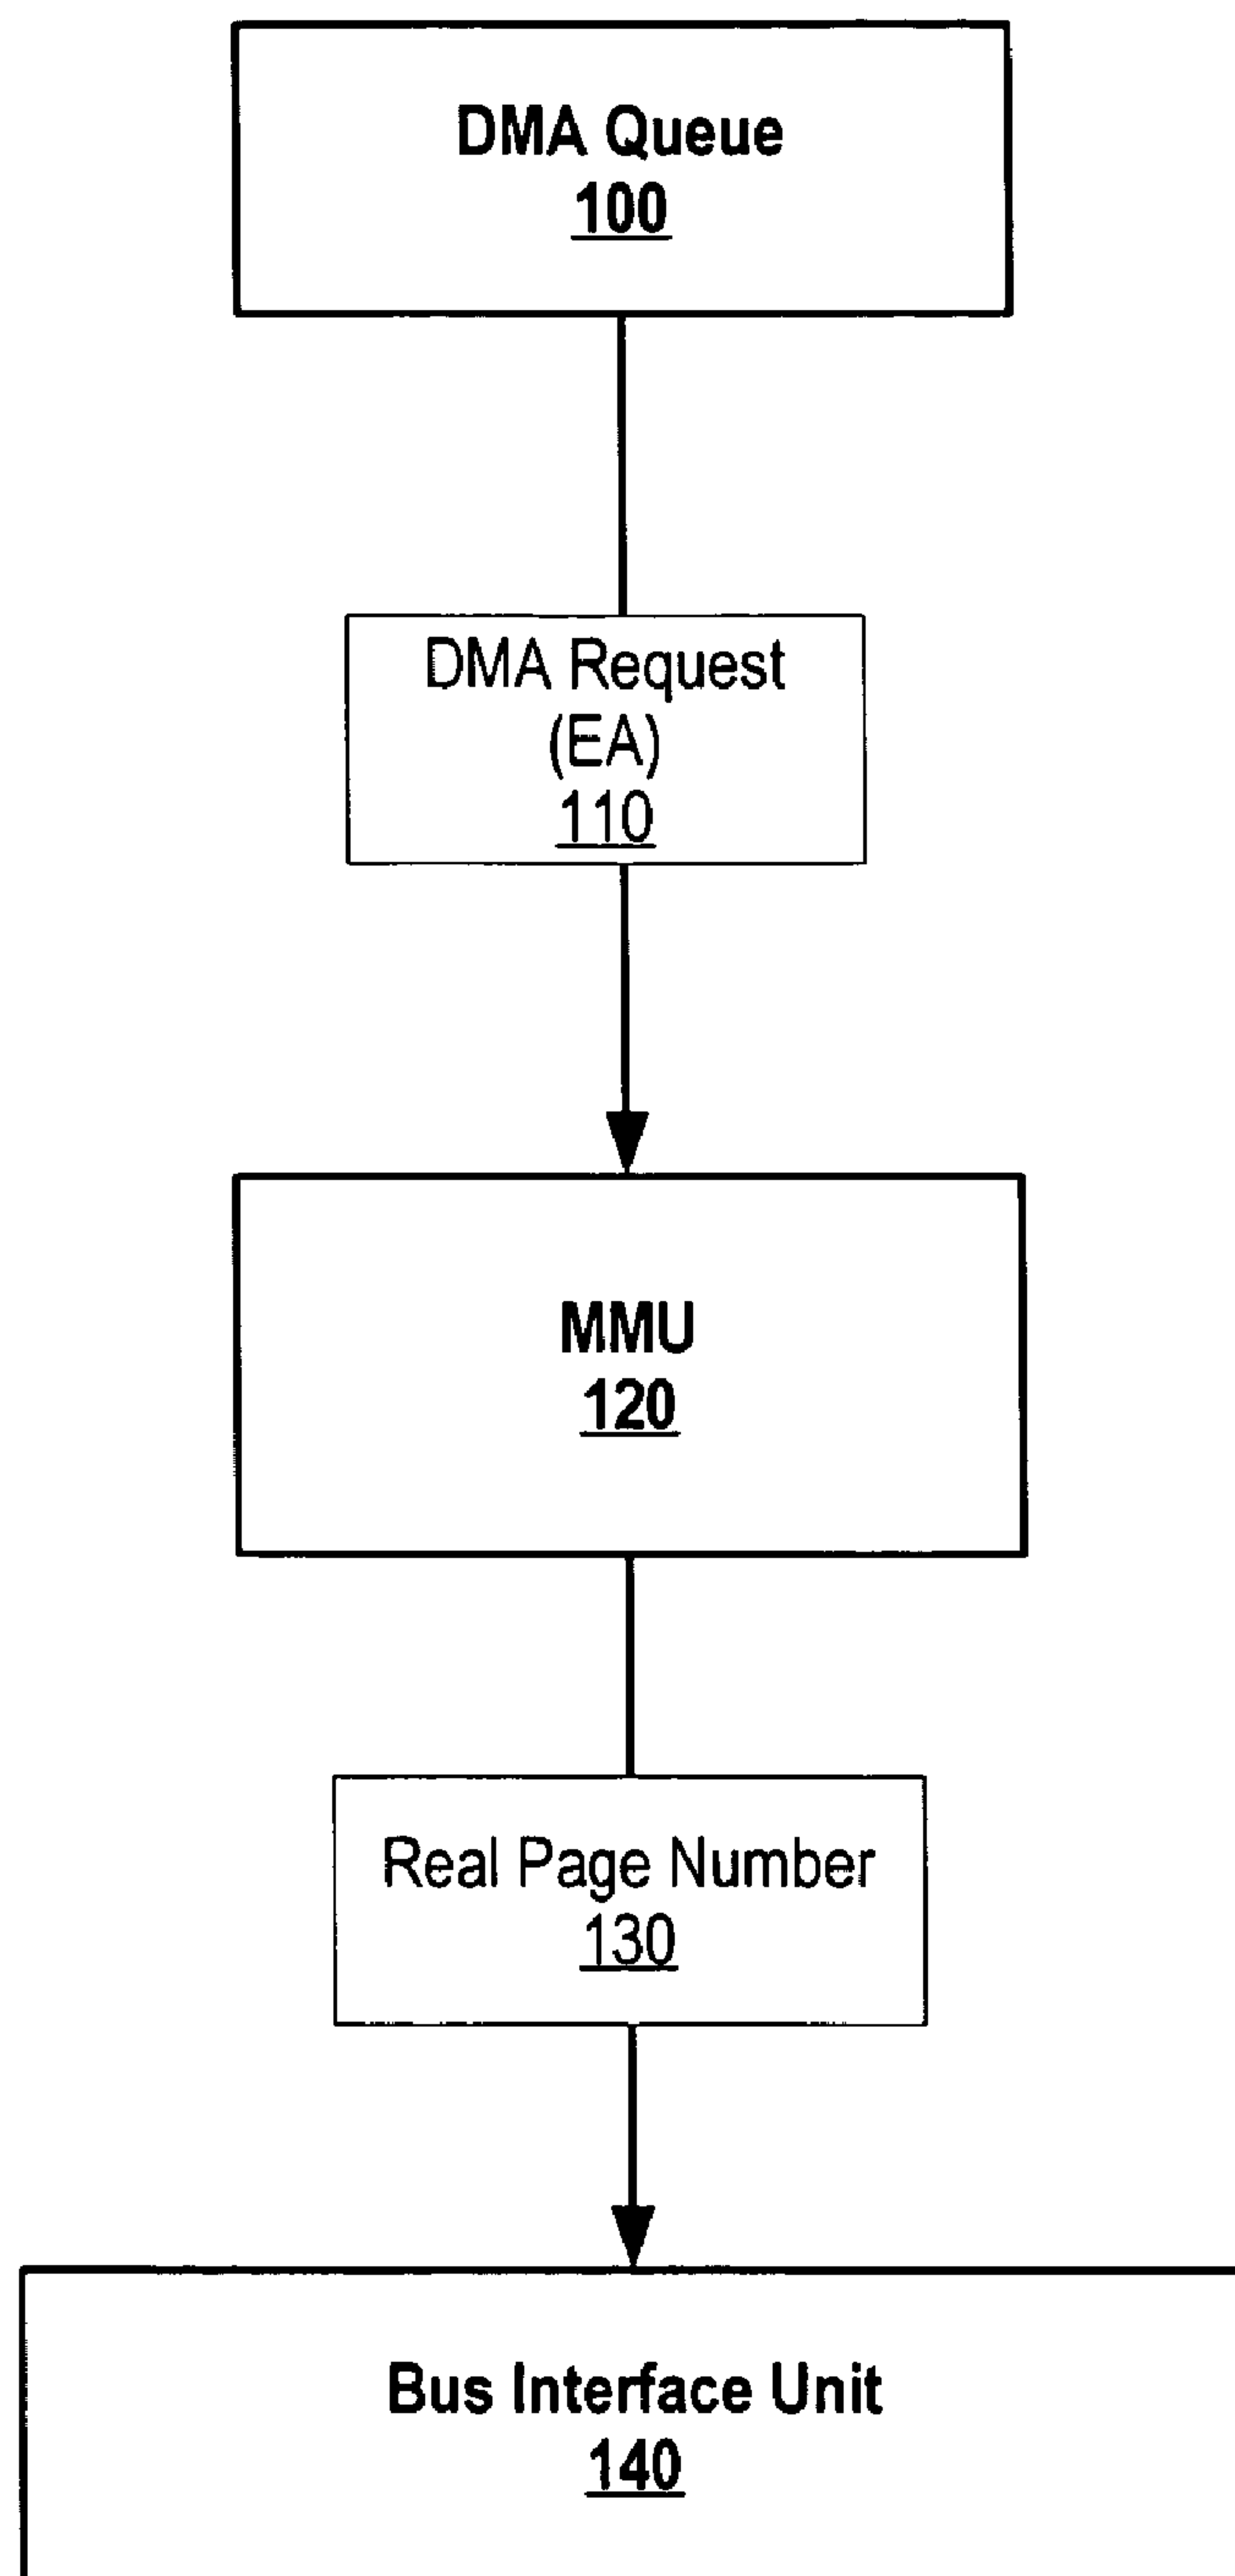 DMA Queue
100
DMA Request
(EA)
110
MMU
120
Real Page Number
130
Bus Interface Unit
140